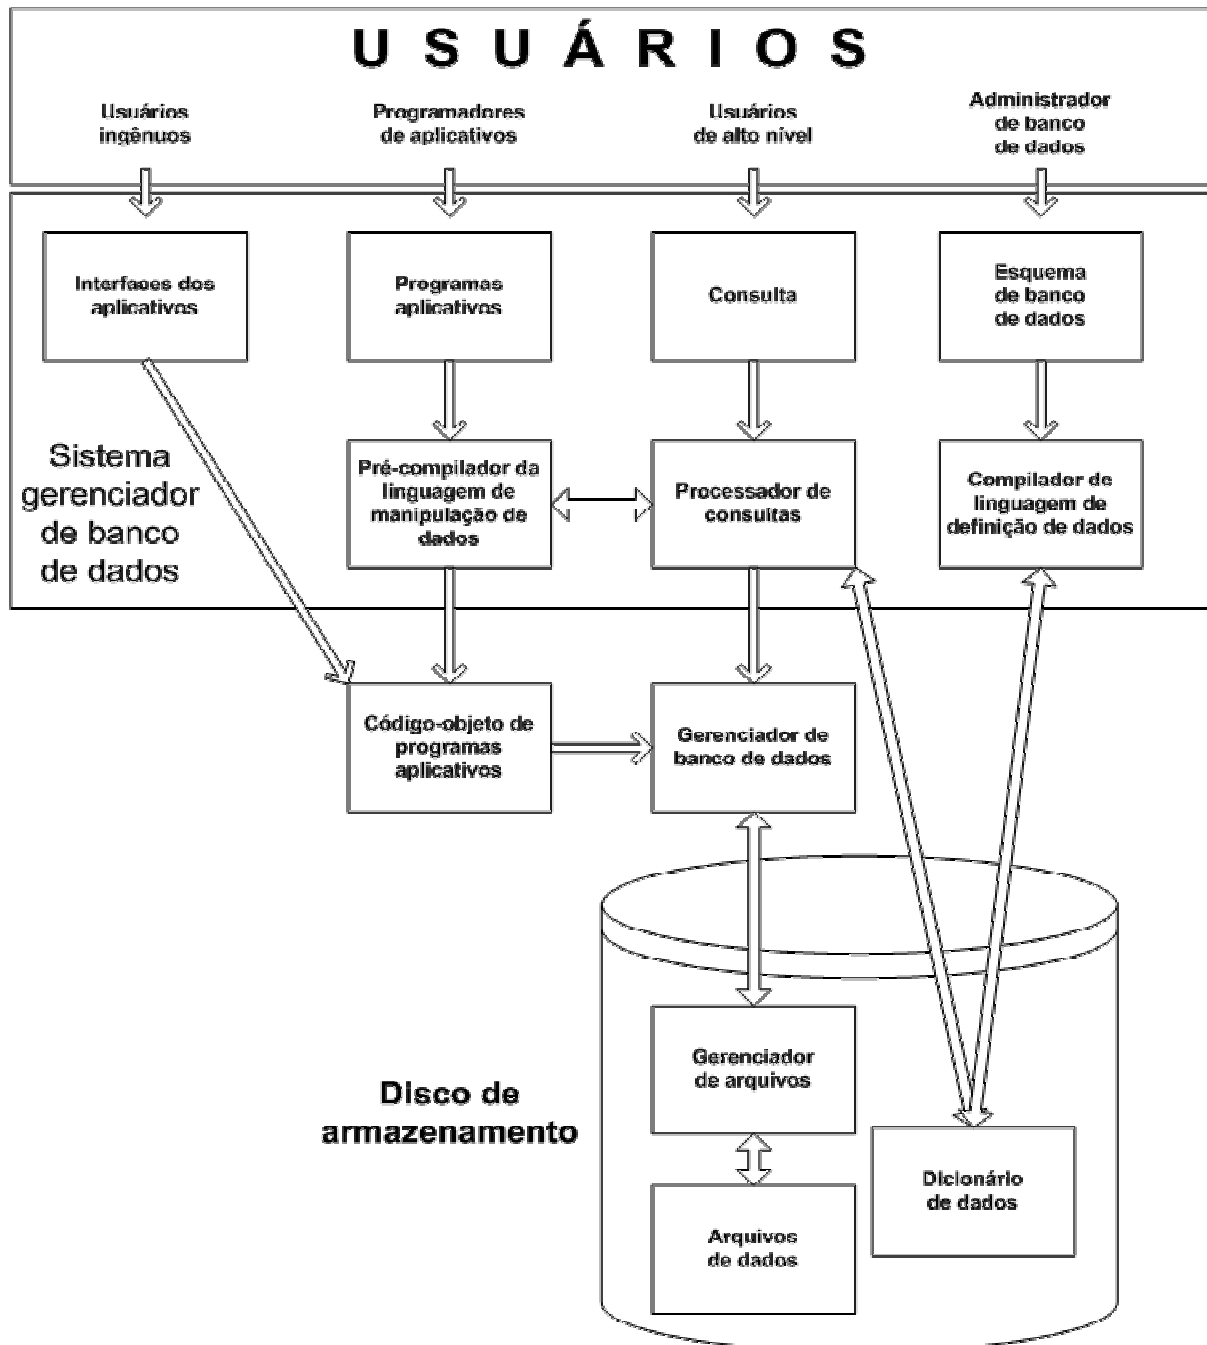 USUÁRIOS
Usuários
ingênuos
Programadores
de aplicativos
Usuários
de alto nível
Administrador
de banco
de dados
Interfaces dos
aplicativos
Programas
aplicativos
Consulta
Esquema
de banco
de dados
Sistema
gerenciador
de banco
de dados
Pré-compilador da
linguagem de
manipulação de
dados
Processador de
consultas
Compilador de
linguagem de
definição de dados
Código-objeto de
programas
aplicativos
Gerenciador de
banco de dados
Disco de
armazenamento
Gerenciador
de arquivos
Arquivos
de dados
Dicionário
de dados